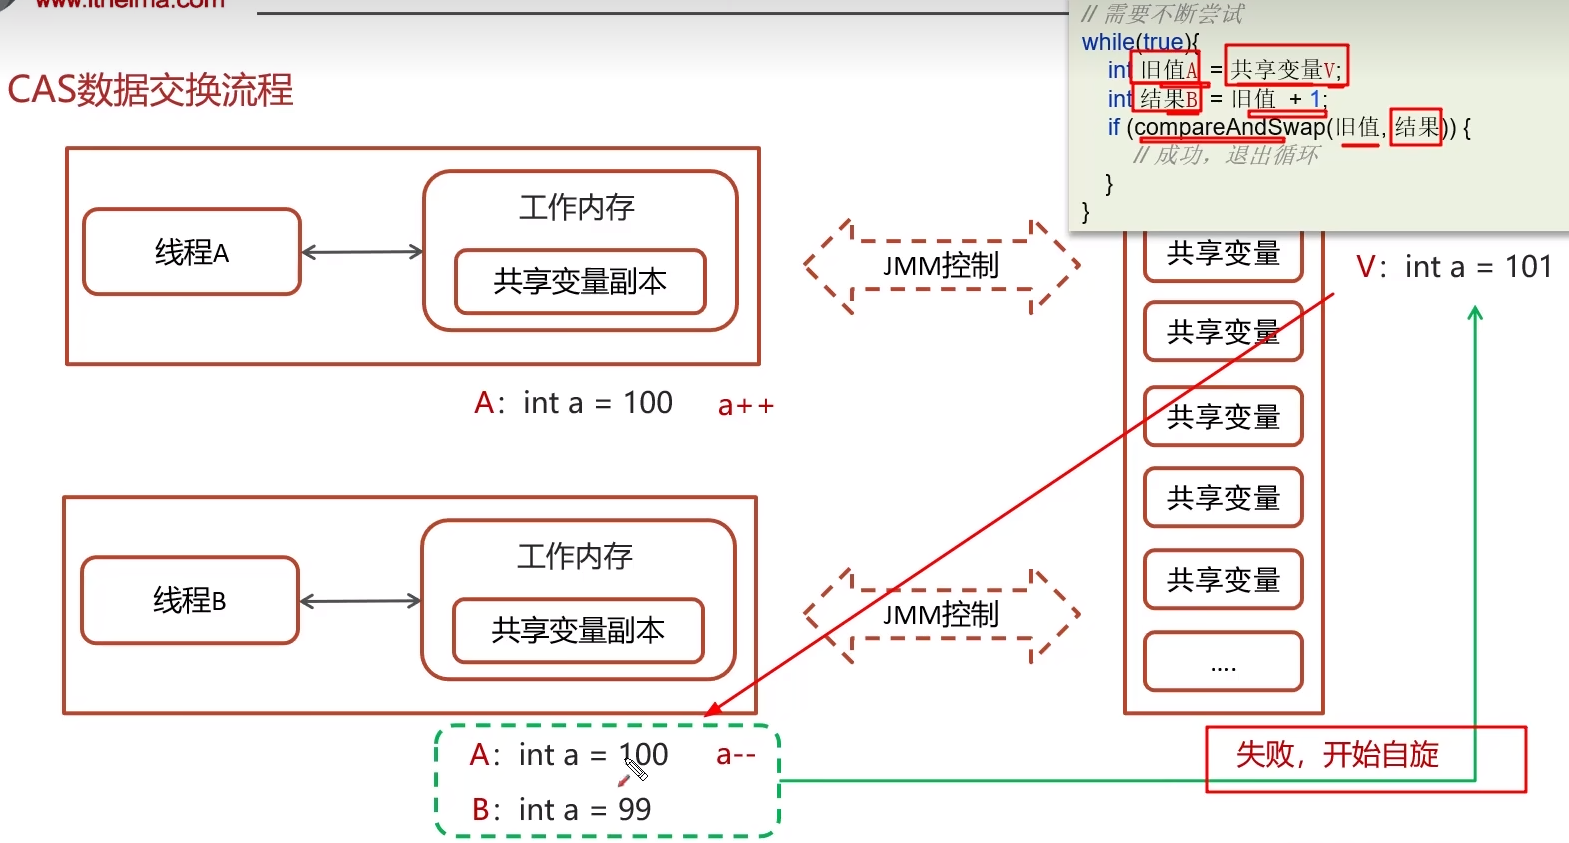 www.itheima.com
// 需要不断尝试
while(true){
int 旧值A = 共享变量V;
int 结果B = 旧值 + 1;
if (compareAndSwap(旧值, 结果)) {
// 成功，退出循环
}
}
CAS数据交换流程
线程A
工作内存
共享变量副本
JMM控制
A: int a = 100 a++
共享变量
V: int a = 101
共享变量
共享变量
共享变量
共享变量
....
线程B
工作内存
共享变量副本
JMM控制
A: int a = 100 a--
B: int a = 99
失败，开始自旋